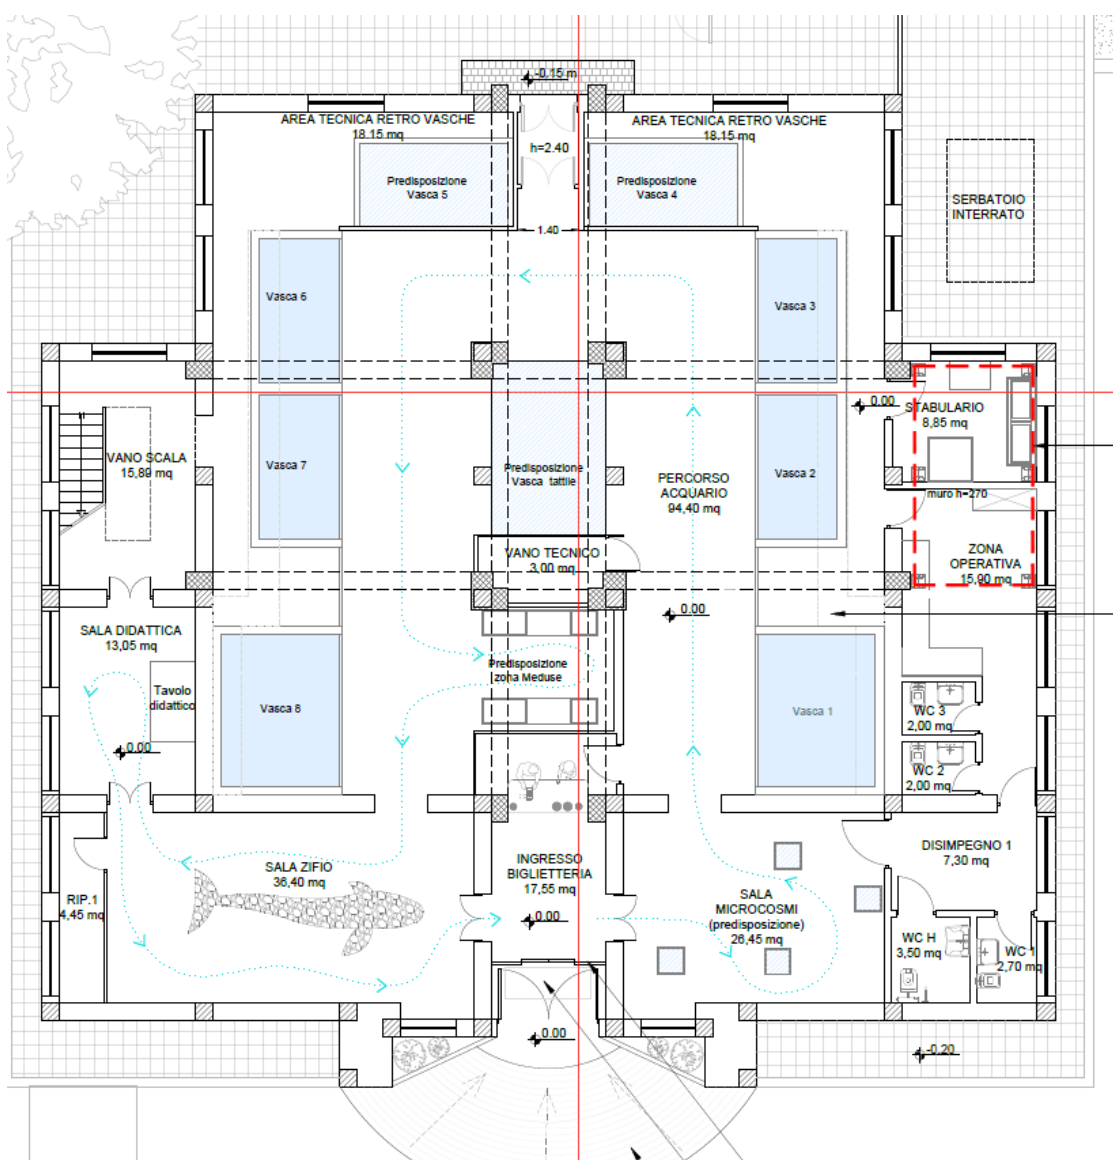 -0.15 m
AREA TECNICA RETRO VASCHE
18.15 mq
AREA TECNICA RETRO VASCHE
18.15 mq
h=2.40
Predisposizione
Vasca 5
Predisposizione
Vasca 4
SERBATOIO
INTERRATO
1.40
Vasca 6
Vasca 3
0.00
STABULARIO
8,85 mq
VANO SCALA
15,89 mq
Vasca 7
Predisposizione
Vasca tattile
PERCORSO
ACQUARIO
94,40 mq
Vasca 2
muro h=270
VANO TECNICO
3,00 mq
ZONA
OPERATIVA
15,90 mq
0.00
SALA DIDATTICA
13,05 mq
Predisposizione
zona Meduse
Tavolo
didattico
Vasca 8
Vasca 1
WC 3
2,00 mq
0.00
WC 2
2,00 mq
SALA ZIFIO
36,40 mq
INGRESSO
BIGLIETTERIA
17,55 mq
DISIMPEGNO 1
7,30 mq
RIP.1
4,45 mq
SALA
MICROCOSMI
(predisposizione)
26,45 mq
0.00
WC H
3,50 mq
WC 1
2,70 mq
0.00
-0.20